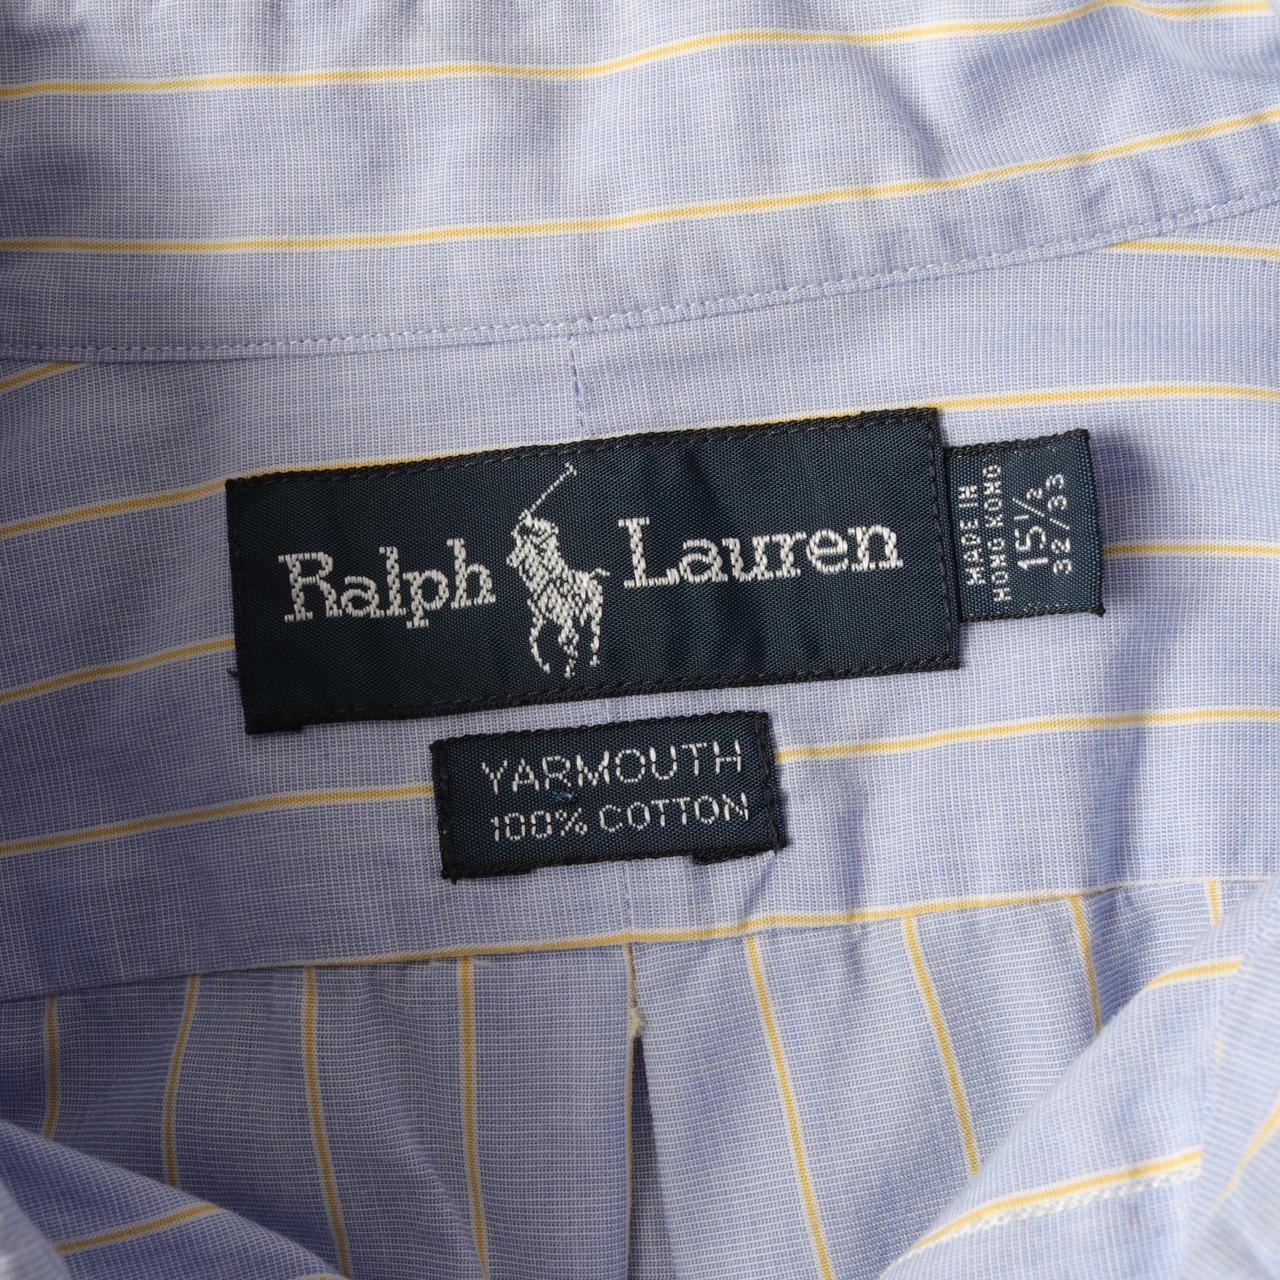 Ralph Lauren
MADE IN
HONG KONG
15½
32/33
YARMOUTH
100% COTTON